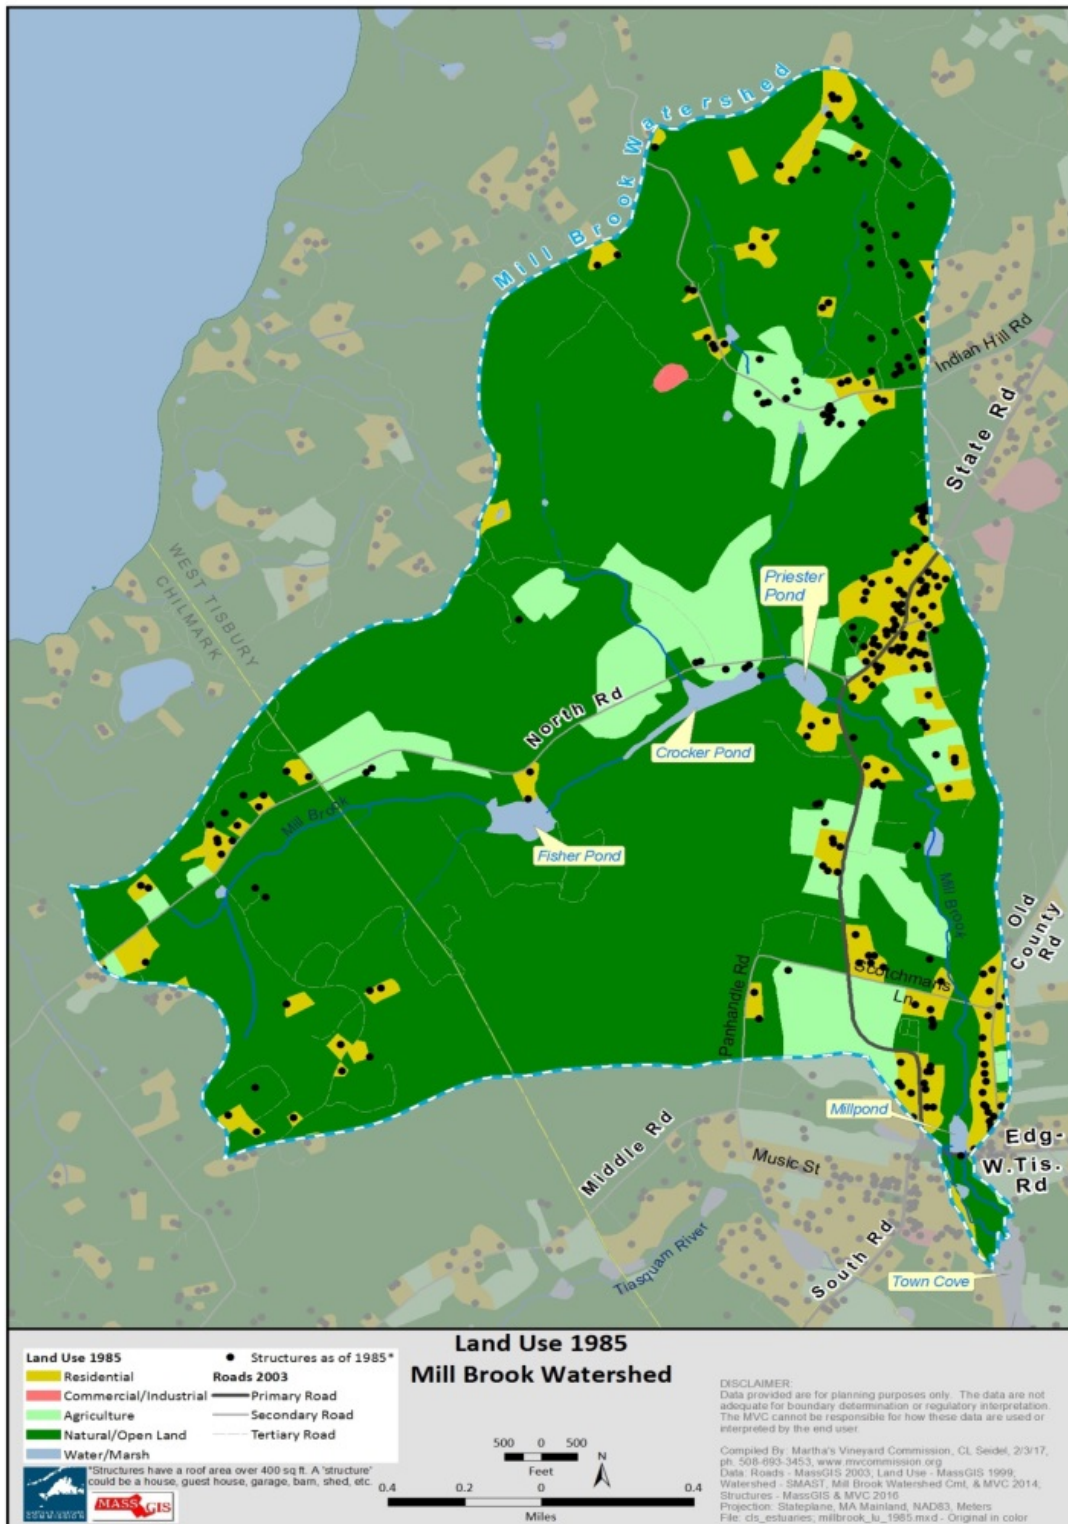 Mill Brook Watershed
Indian Hill Rd
State Rd
WEST TISBURY
CHILMARK
Priester
Pond
North Rd
Crocker Pond
Mill Brook
Fisher Pond
Mill Brook
Old
County
Rd
Panhandle Rd
Scotchmans
Ln
Millpond
Middle Rd
Music St
Edg-
W.Tis.
Rd
Tiasquam River
South Rd
Town Cove
Land Use 1985
Mill Brook Watershed
Land Use 1985
Residential
Commercial/Industrial
Agriculture
Natural/Open Land
Water/Marsh
Structures as of 1985*
Roads 2003
Primary Road
Secondary Road
Tertiary Road
*Structures have a roof area over 400 sq ft. A 'structure'
could be a house, guest house, garage, barn, shed, etc.
MARTHA'S VINEYARD
COMMISSION
MASS GIS
500 0 500
Feet
N
0.4 0 0.4
Miles
DISCLAIMER:
Data provided are for planning purposes only. The data are not
adequate for boundary determination or regulatory interpretation.
The MVC cannot be responsible for how these data are used or
interpreted by the end user.
Compiled By: Martha's Vineyard Commission, CL Seidel, 2/3/17,
ph. 508-693-3453, www.mvcommission.org
Data: Roads - MassGIS 2003; Land Use - MassGIS 1999;
Watershed - SMAST, Mill Brook Watershed Cmt, & MVC 2014;
Structures - MassGIS & MVC 2016
Projection: Stateplane, MA Mainland, NAD83, Meters
File: cls_estuaries; millbrook_lu_1985.mxd - Original in color